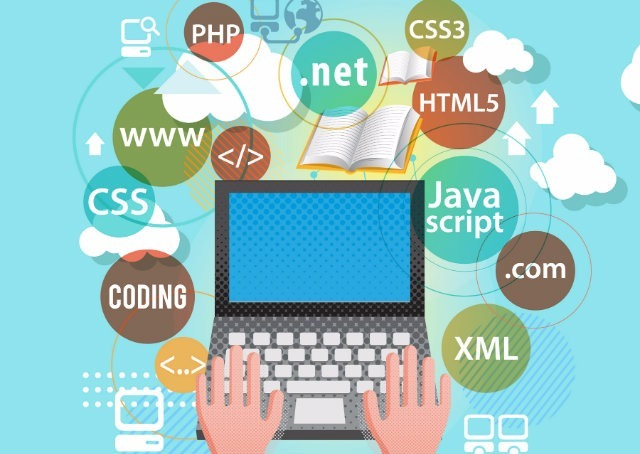 PHP
CSS3
.net
HTML5
www
</>
CSS
Java
script
.com
CODING
XML
<..>